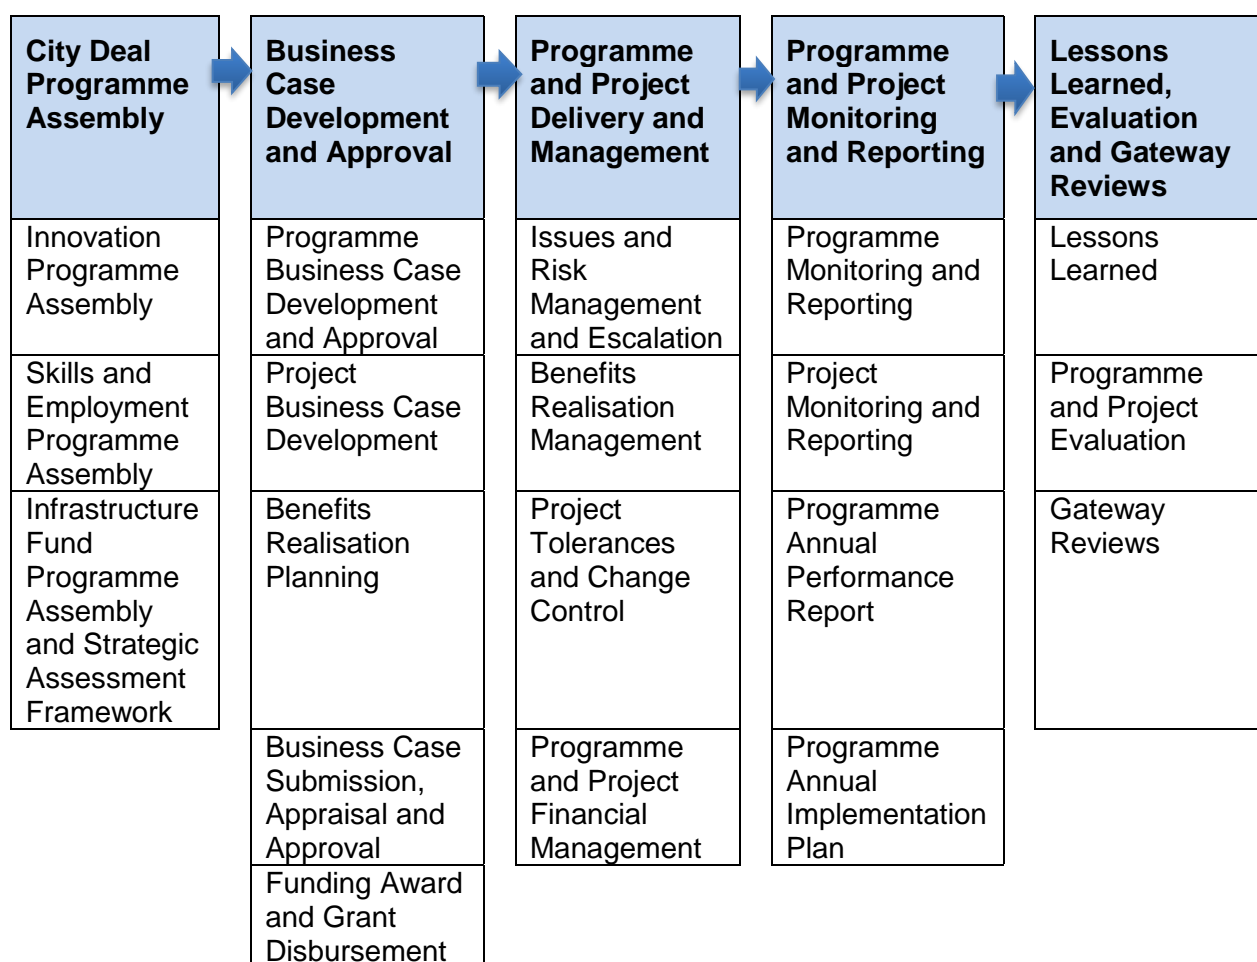 City Deal
Programme
Assembly
Business
Case
Development
and Approval
Programme
and Project
Delivery and
Management
Programme
and Project
Monitoring
and Reporting
Lessons
Learned,
Evaluation
and Gateway
Reviews
Innovation
Programme
Assembly
Programme
Business Case
Development
and Approval
Issues and
Risk
Management
and Escalation
Programme
Monitoring and
Reporting
Lessons
Learned
Skills and
Employment
Programme
Assembly
Project
Business Case
Development
Benefits
Realisation
Management
Project
Monitoring and
Reporting
Programme
and Project
Evaluation
Infrastructure
Fund
Programme
Assembly
and Strategic
Assessment
Framework
Benefits
Realisation
Planning
Project
Tolerances
and Change
Control
Programme
Annual
Performance
Report
Gateway
Reviews
Business Case
Submission,
Appraisal and
Approval
Programme
and Project
Financial
Management
Programme
Annual
Implementation
Plan
Funding Award
and Grant
Disbursement